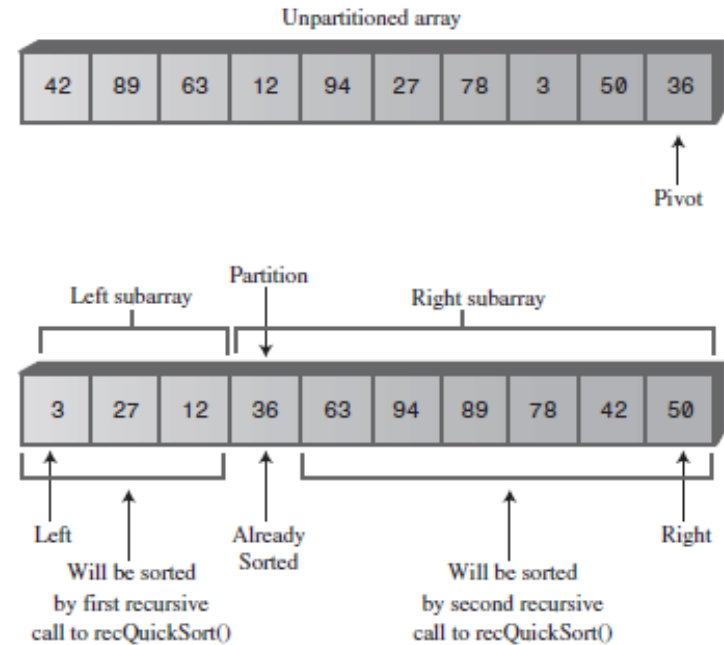 Unpartitioned array
42 89 63 12 94 27 78 3 50 36
Pivot
Partition
Left subarray
Right subarray
3 27 12 36 63 94 89 78 42 50
Left
Already
Sorted
Right
Will be sorted
by first recursive
call to recQuickSort()
Will be sorted
by second recursive
call to recQuickSort()